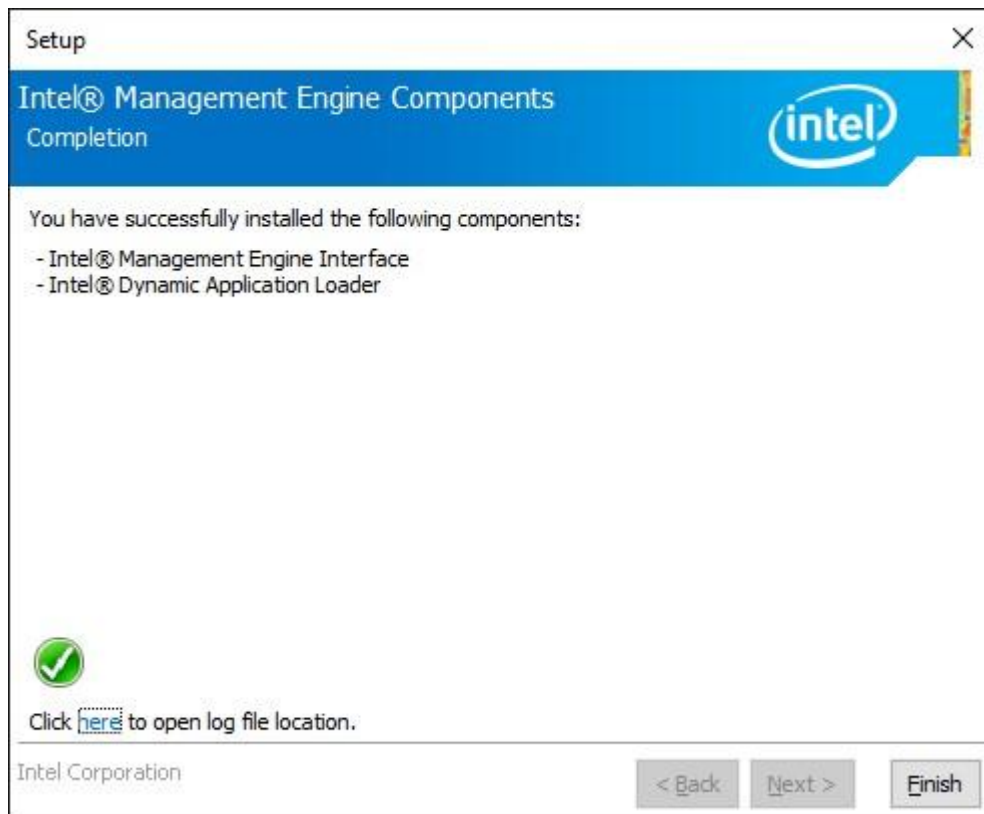 Setup
Intel® Management Engine Components
Completion
intel
You have successfully installed the following components:
- Intel® Management Engine Interface
- Intel® Dynamic Application Loader
Click here to open log file location.
Intel Corporation
< Back Next > Finish